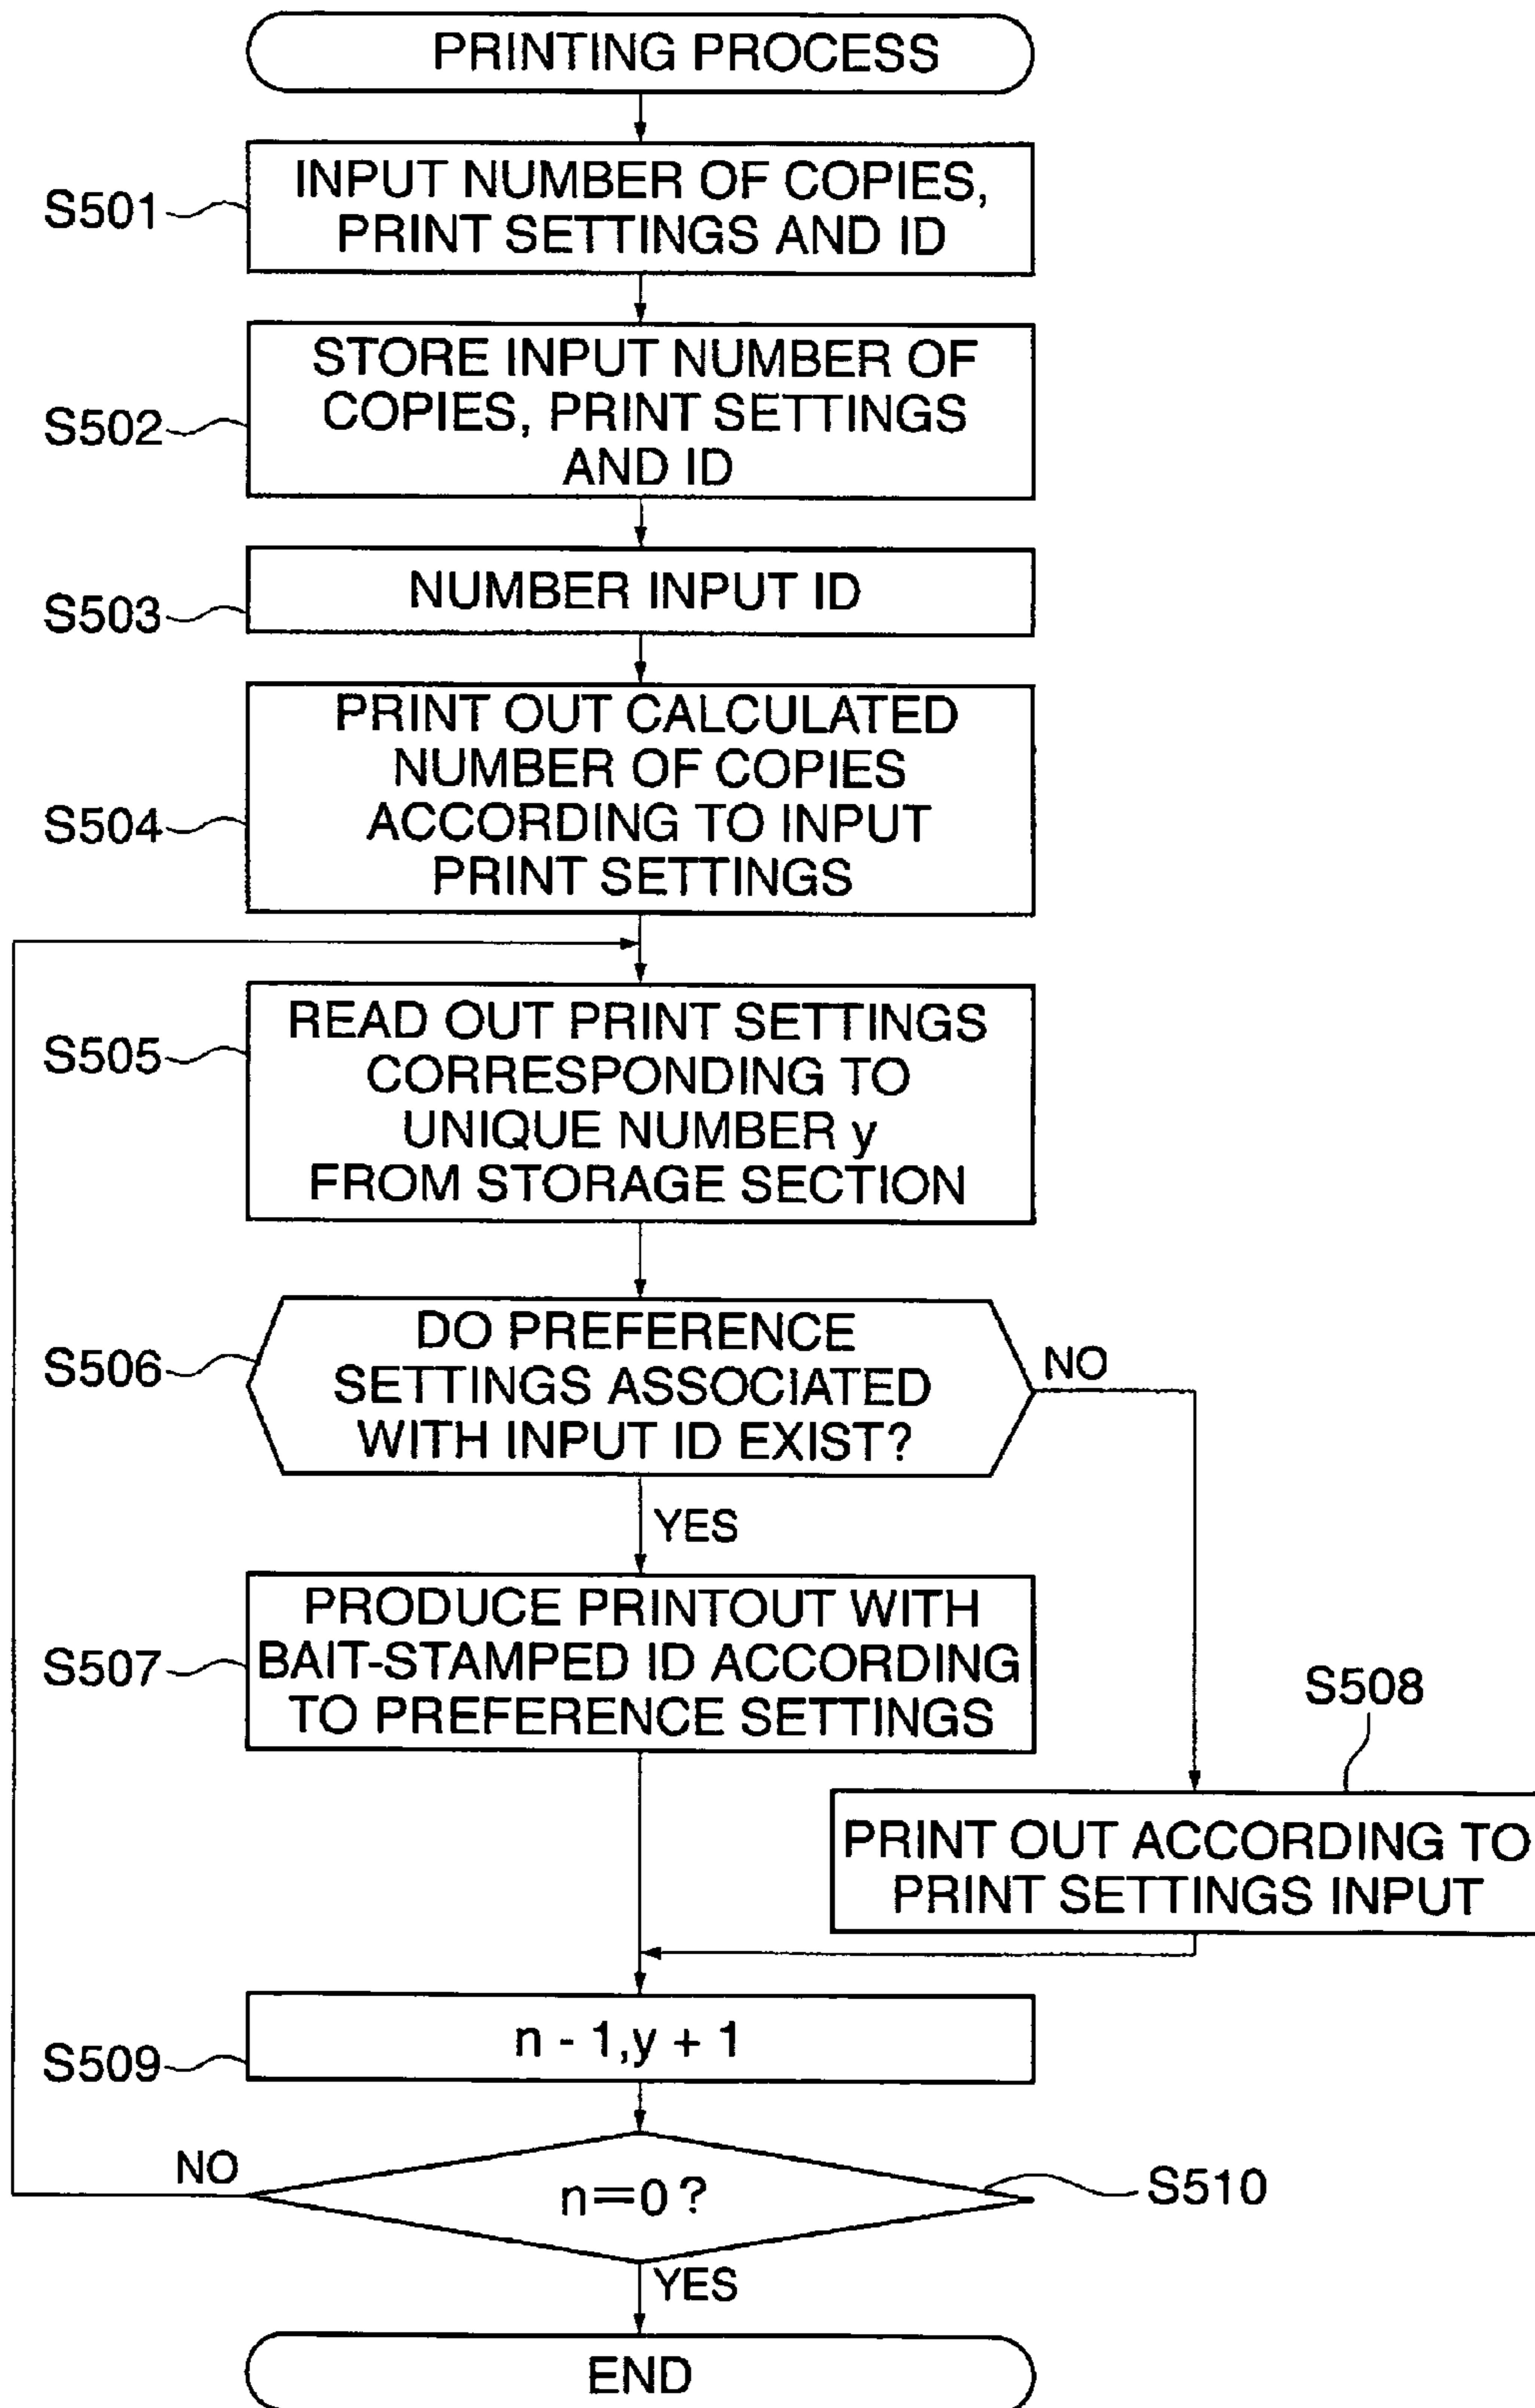 PRINTING PROCESS
S501
INPUT NUMBER OF COPIES,
PRINT SETTINGS AND ID
S502
STORE INPUT NUMBER OF
COPIES, PRINT SETTINGS
AND ID
S503
NUMBER INPUT ID
S504
PRINT OUT CALCULATED
NUMBER OF COPIES
ACCORDING TO INPUT
PRINT SETTINGS
S505
READ OUT PRINT SETTINGS
CORRESPONDING TO
UNIQUE NUMBER y
FROM STORAGE SECTION
S506
DO PREFERENCE
SETTINGS ASSOCIATED
WITH INPUT ID EXIST?
NO
YES
S507
PRODUCE PRINTOUT WITH
BAIT-STAMPED ID ACCORDING
TO PREFERENCE SETTINGS
S508
PRINT OUT ACCORDING TO
PRINT SETTINGS INPUT
S509
n - 1,y + 1
NO
n=0?
S510
YES
END